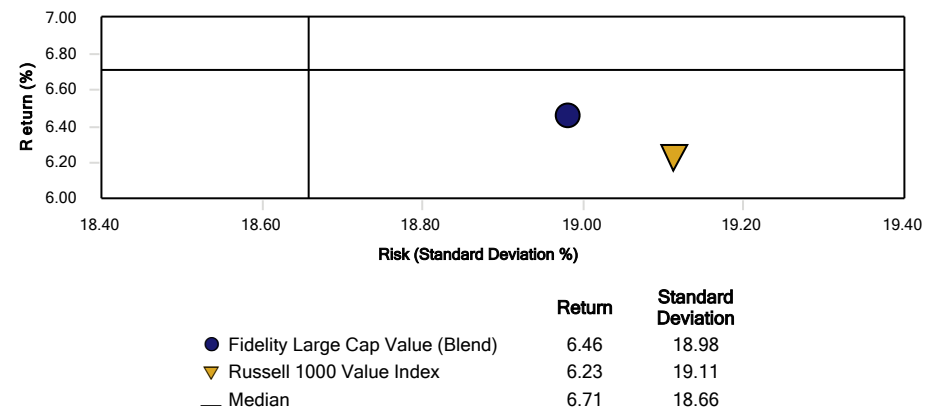 7.00
6.80
6.60
6.40
6.20
6.00
Return (%)
18.40 18.60 18.80 19.00 19.20 19.40
Risk (Standard Deviation %)
Return Standard Deviation
Fidelity Large Cap Value (Blend) 6.46 18.98
Russell 1000 Value Index 6.23 19.11
Median 6.71 18.66